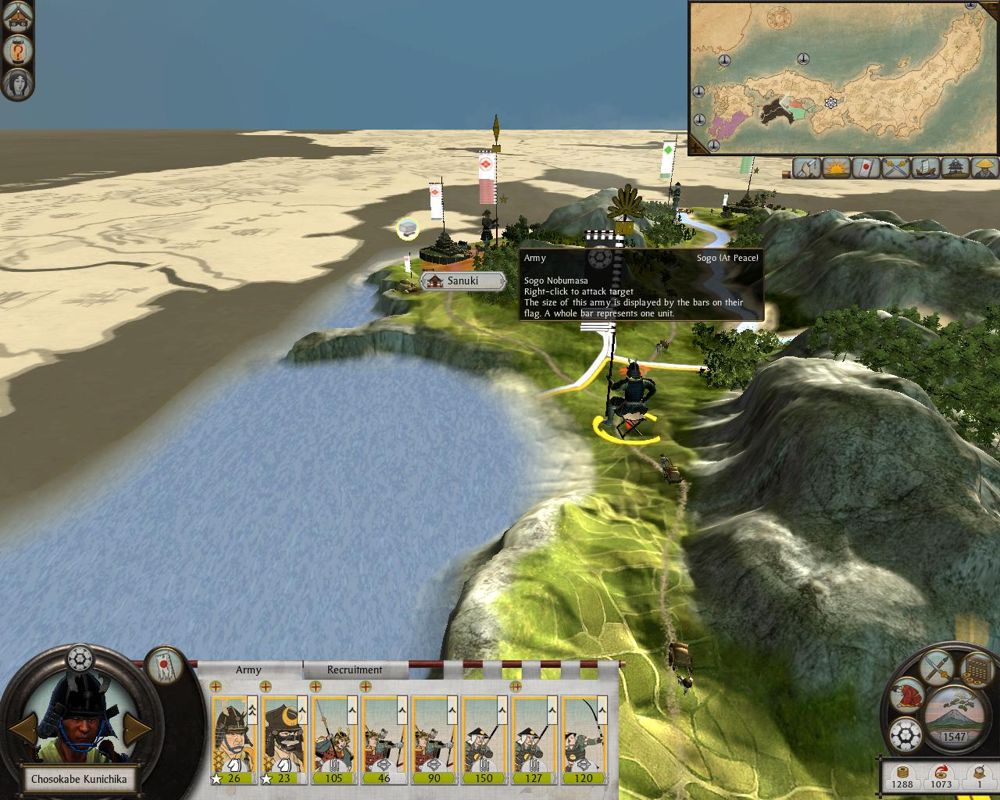 Army Sogo (At Peace)
Sogo Nobumasa
Right-click to attack target
The size of this army is displayed by the bars on their
flag. A whole bar represents one unit.
Sanuki
Army Recruitment
26 23 105 46 90 150 127 120
Chosokabe Kunichika
1547
1288 1073 1